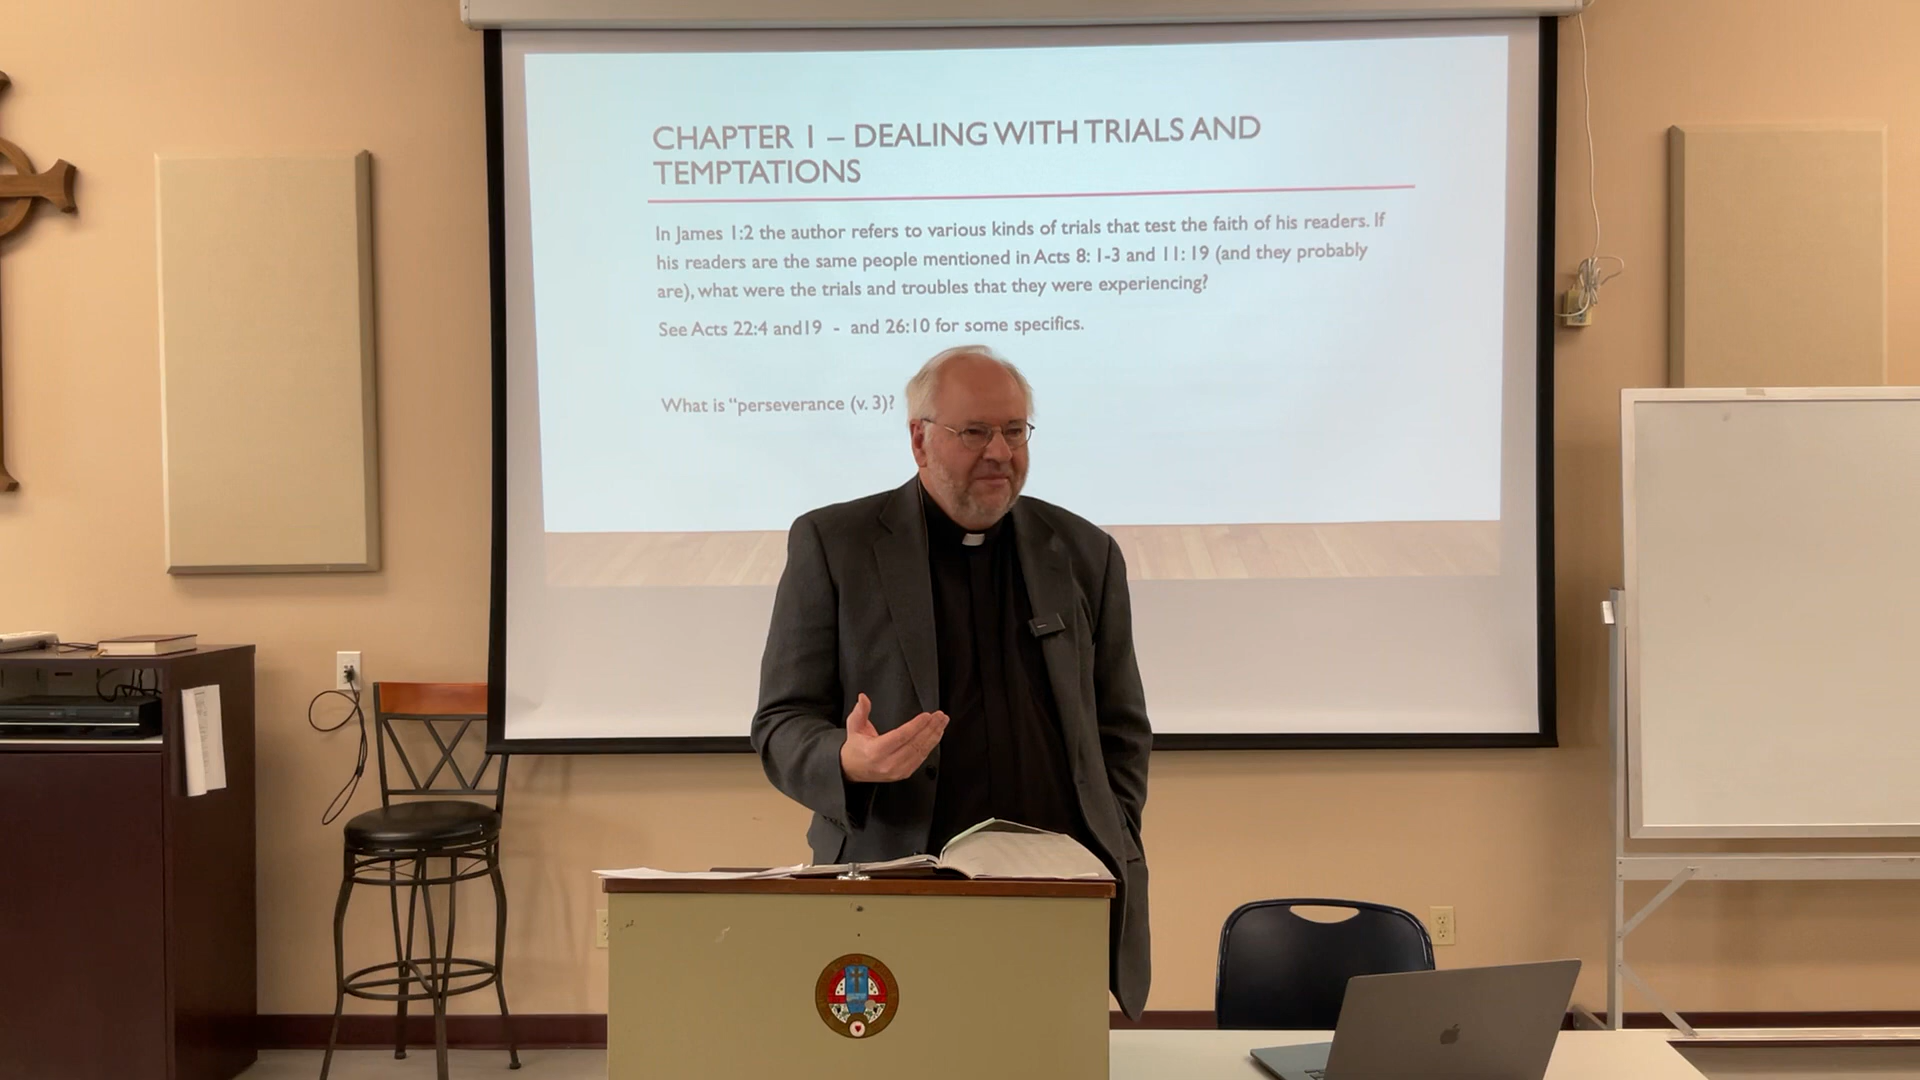 CHAPTER 1 – DEALING WITH TRIALS AND
TEMPTATIONS
In James 1:2 the author refers to various kinds of trials that test the faith of his readers. If
his readers are the same people mentioned in Acts 8: 1-3 and 11: 19 (and they probably
are), what were the trials and troubles that they were experiencing?
See Acts 22:4 and19 - and 26:10 for some specifics.
What is “perseverance (v. 3)?